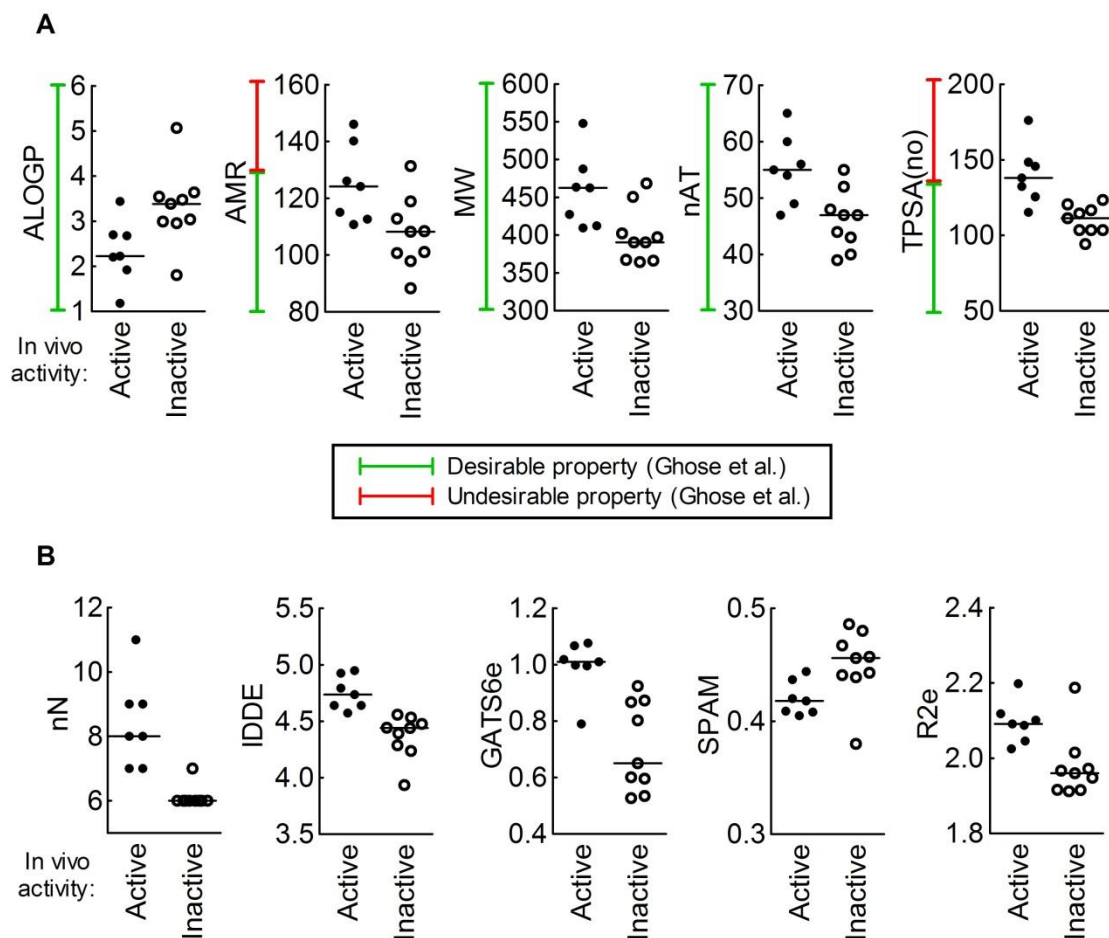 A
ALOGP
6
5
4
3
2
1
AMR
160
140
120
100
80
MW
600
550
500
450
400
350
300
nAT
70
60
50
40
30
TPSA(no)
200
150
100
50
In vivo
activity:
Active
Inactive
Active
Inactive
Active
Inactive
Active
Inactive
Active
Inactive
Desirable property (Ghose et al.)
Undesirable property (Ghose et al.)
B
nN
12
10
8
6
IDDE
5.5
5.0
4.5
4.0
3.5
GATS6e
1.2
1.0
0.8
0.6
0.4
SPAM
0.5
0.4
0.3
R2e
2.4
2.2
2.0
1.8
In vivo
activity:
Active
Inactive
Active
Inactive
Active
Inactive
Active
Inactive
Active
Inactive